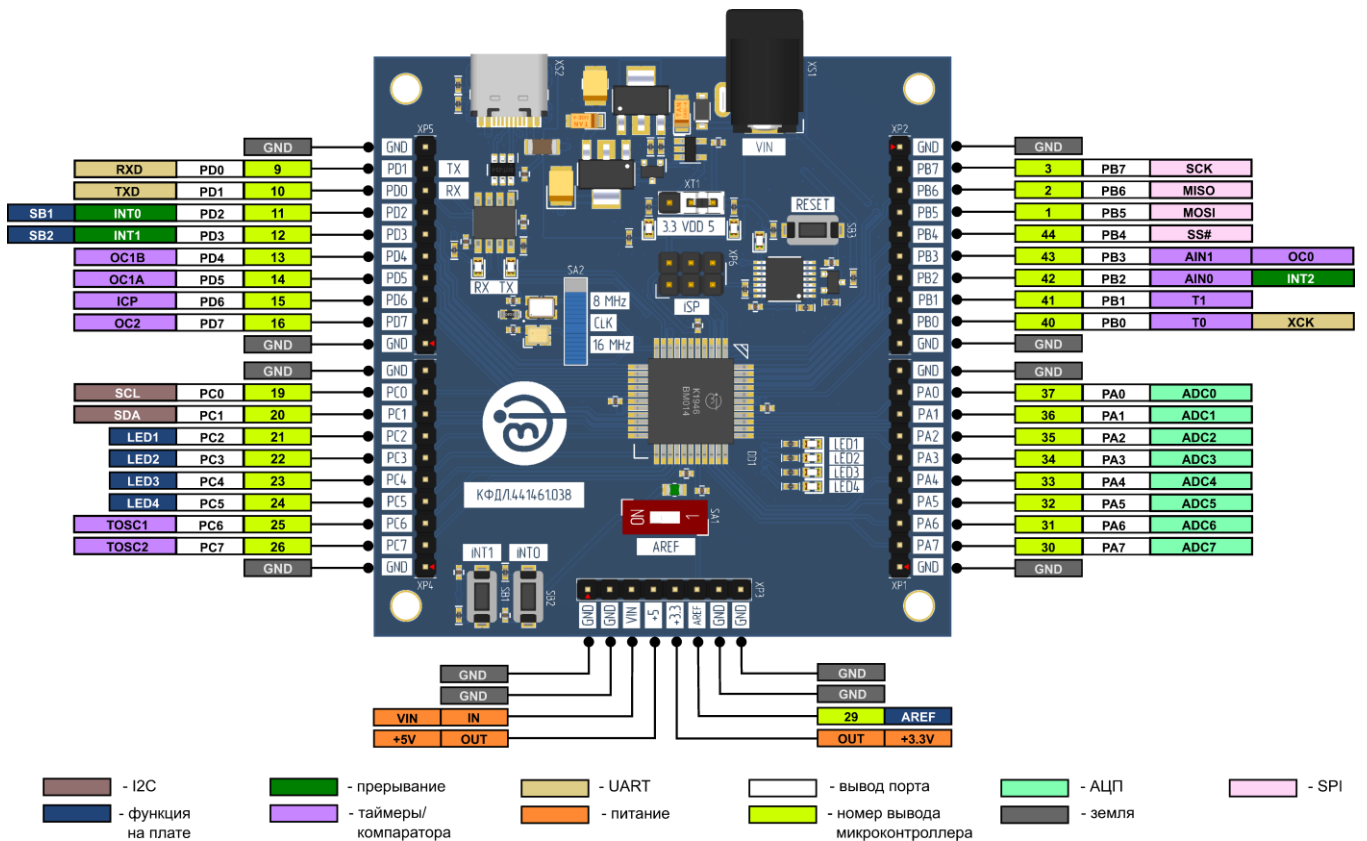 XS2
XS1
VIN
XP5
XP2
GND GND
RXD PD0 9 PD1 TX
TXD PD1 10 PD0 RX
SB1 INT0 PD2 11 PD2
SB2 INT1 PD3 12 PD3
OC1B PD4 13 PD4
OC1A PD5 14 PD5
ICP PD6 15 PD6
OC2 PD7 16 PD7
GND GND
GND GND
SCL PC0 19 PC0
SDA PC1 20 PC1
LED1 PC2 21 PC2
LED2 PC3 22 PC3
LED3 PC4 23 PC4
LED4 PC5 24 PC5
TOSC1 PC6 25 PC6
TOSC2 PC7 26 PC7
GND GND
XP4
XT1
3.3 VDD 5
RESET
SB3
XP6
ISP
RX TX
SA2
8 MHz
CLK
16 MHz
К1946
ВМ014
DD1
LED1
LED2
LED3
LED4
КФДЛ.441461.038
ON 1
SA1
AREF
INT1 INT0
SB1 SB2
XP3
GND GND VIN +5 +3.3 AREF GND GND
GND GND
PB7 3 PB7 SCK
PB6 2 PB6 MISO
PB5 1 PB5 MOSI
PB4 44 PB4 SS#
PB3 43 PB3 AIN1 OC0
PB2 42 PB2 AIN0 INT2
PB1 41 PB1 T1
PB0 40 PB0 T0 XCK
GND GND
GND GND
PA0 37 PA0 ADC0
PA1 36 PA1 ADC1
PA2 35 PA2 ADC2
PA3 34 PA3 ADC3
PA4 33 PA4 ADC4
PA5 32 PA5 ADC5
PA6 31 PA6 ADC6
PA7 30 PA7 ADC7
GND GND
XP1
GND GND
GND GND
VIN IN 29 AREF
+5V OUT OUT +3.3V
- I2C - прерывание - UART - вывод порта - АЦП - SPI
- функция на плате - таймеры/ компаратора - питание - номер вывода микроконтроллера - земля